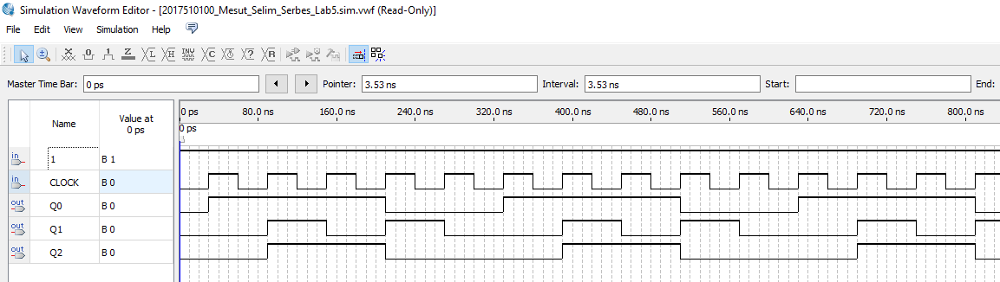 Simulation Waveform Editor - [2017510100_Mesut_Selim_Serbes_Lab5.sim.vwf (Read-Only)]
File Edit View Simulation Help
Master Time Bar: 0 ps Pointer: 3.53 ns Interval: 3.53 ns Start: End:
Name Value at 0 ps
0 ps 80.0 ns 160.0 ns 240.0 ns 320.0 ns 400.0 ns 480.0 ns 560.0 ns 640.0 ns 720.0 ns 800.0 ns
0 ps
in 1 B 1
in CLOCK B 0
out Q0 B 0
out Q1 B 0
out Q2 B 0